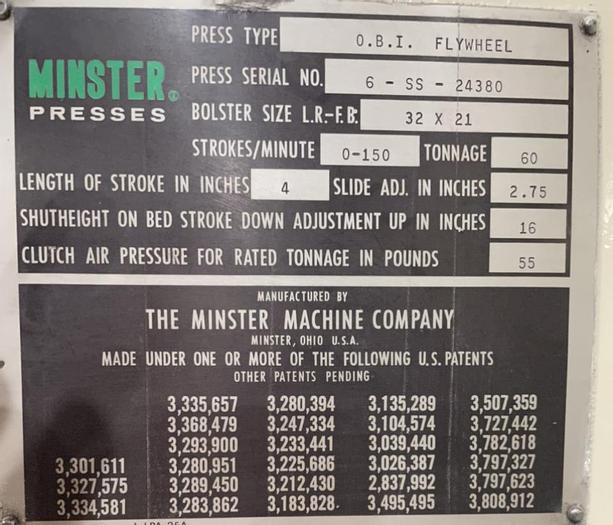 PRESS TYPE O.B.I. FLYWHEEL
MINSTER®
PRESSES
PRESS SERIAL NO. 6 - SS - 24380
BOLSTER SIZE L.R.-F.B. 32 X 21
STROKES/MINUTE 0-150 TONNAGE 60
LENGTH OF STROKE IN INCHES 4 SLIDE ADJ. IN INCHES 2.75
SHUTHEIGHT ON BED STROKE DOWN ADJUSTMENT UP IN INCHES 16
CLUTCH AIR PRESSURE FOR RATED TONNAGE IN POUNDS 55
MANUFACTURED BY
THE MINSTER MACHINE COMPANY
MINSTER, OHIO U.S.A.
MADE UNDER ONE OR MORE OF THE FOLLOWING U.S. PATENTS
OTHER PATENTS PENDING
3,335,657 3,280,394 3,135,289 3,507,359
3,368,479 3,247,334 3,104,574 3,727,442
3,293,900 3,233,441 3,039,440 3,782,618
3,301,611 3,280,951 3,225,686 3,026,387 3,797,327
3,327,575 3,289,450 3,212,430 2,837,992 3,797,623
3,334,581 3,283,862 3,183,828 3,495,495 3,808,912